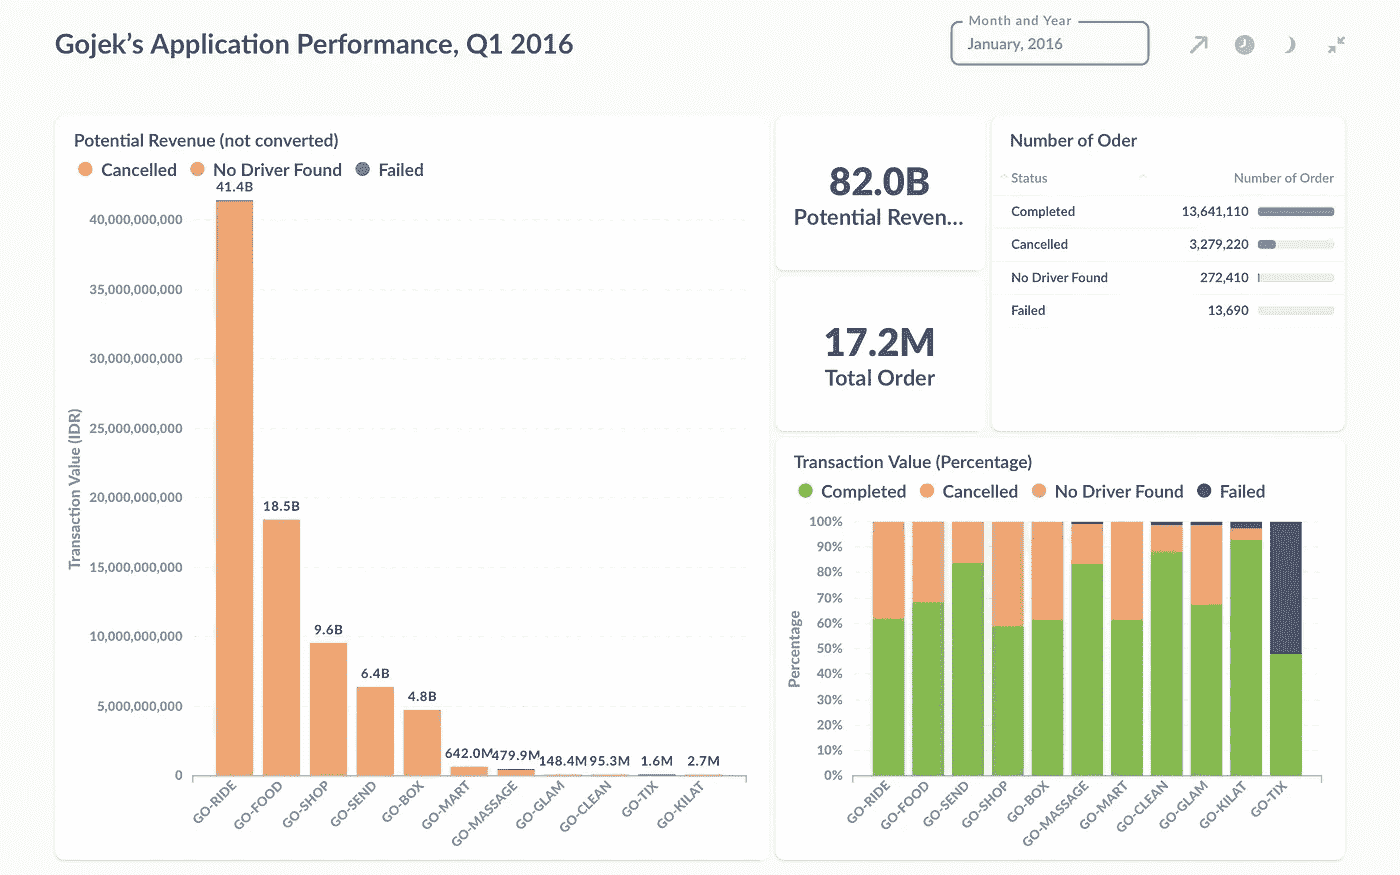 Gojek’s Application Performance, Q1 2016
Month and Year
January, 2016
Potential Revenue (not converted)
Cancelled No Driver Found Failed
41.4B
40,000,000,000
35,000,000,000
30,000,000,000
25,000,000,000
20,000,000,000
15,000,000,000
10,000,000,000
5,000,000,000
0
Transaction Value (IDR)
18.5B
9.6B
6.4B
4.8B
642.0M
479.9M
148.4M
95.3M
1.6M
2.7M
GO-RIDE
GO-FOOD
GO-SHOP
GO-SEND
GO-BOX
GO-MART
GO-MASSAGE
GO-GLAM
GO-CLEAN
GO-TIX
GO-KILAT
82.0B
Potential Reven...
17.2M
Total Order
Number of Oder
Status Number of Order
Completed 13,641,110
Cancelled 3,279,220
No Driver Found 272,410
Failed 13,690
Transaction Value (Percentage)
Completed Cancelled No Driver Found Failed
100%
90%
80%
70%
60%
50%
40%
30%
20%
10%
0%
Percentage
GO-RIDE
GO-FOOD
GO-SEND
GO-SHOP
GO-BOX
GO-MASSAGE
GO-MART
GO-CLEAN
GO-GLAM
GO-KILAT
GO-TIX